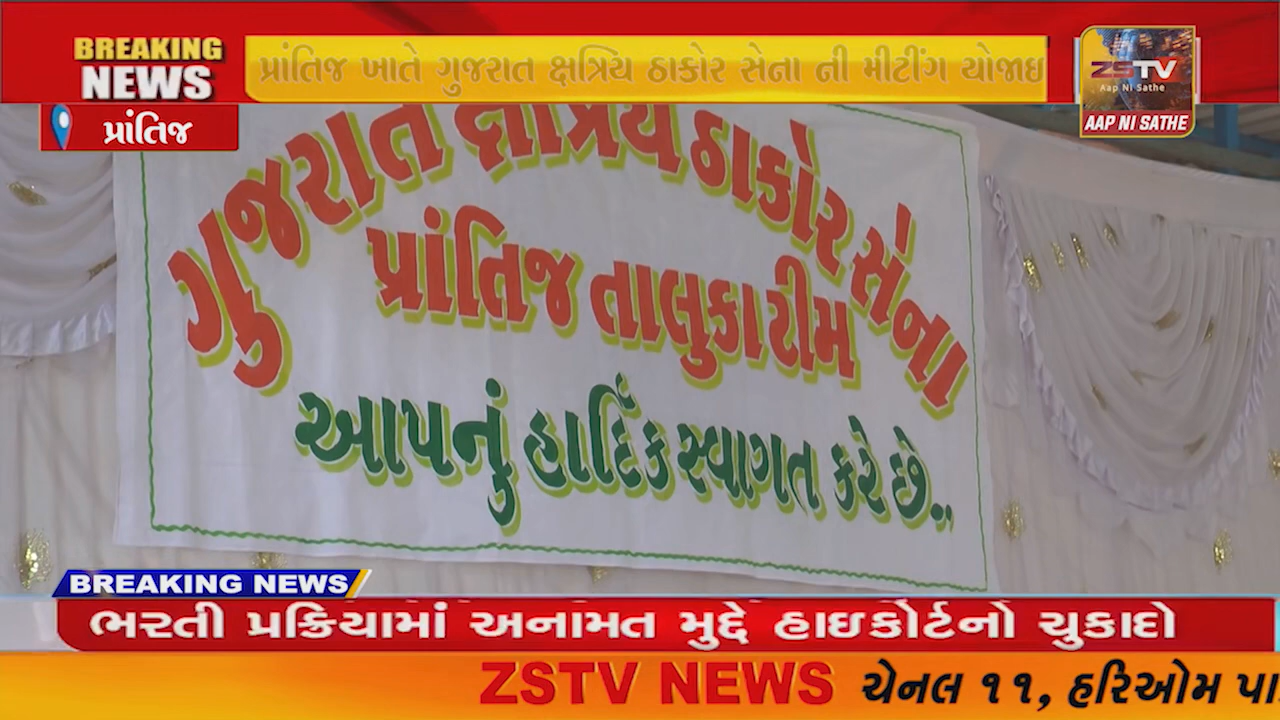 BREAKING
NEWS
પ્રાંતિજ ખાતે ગુજરાત ક્ષત્રિય ઠાકોર સેના ની મીટીંગ યોજાઇ
ZSTV
Aap Ni Sathe
AAP NI SATHE
પ્રાંતિજ
ગુજરાત ક્ષત્રિય ઠાકોર સેના
પ્રાંતિજ તાલુકા ટીમ
આપનું હાર્દિક સ્વાગત કરે છે..
BREAKING NEWS
ભરતી પ્રક્રિયામાં અનામત મુદ્દે હાઇકોર્ટનો ચુકાદો
ZSTV NEWS ચેનલ ૧૧, હરિઓમ પા